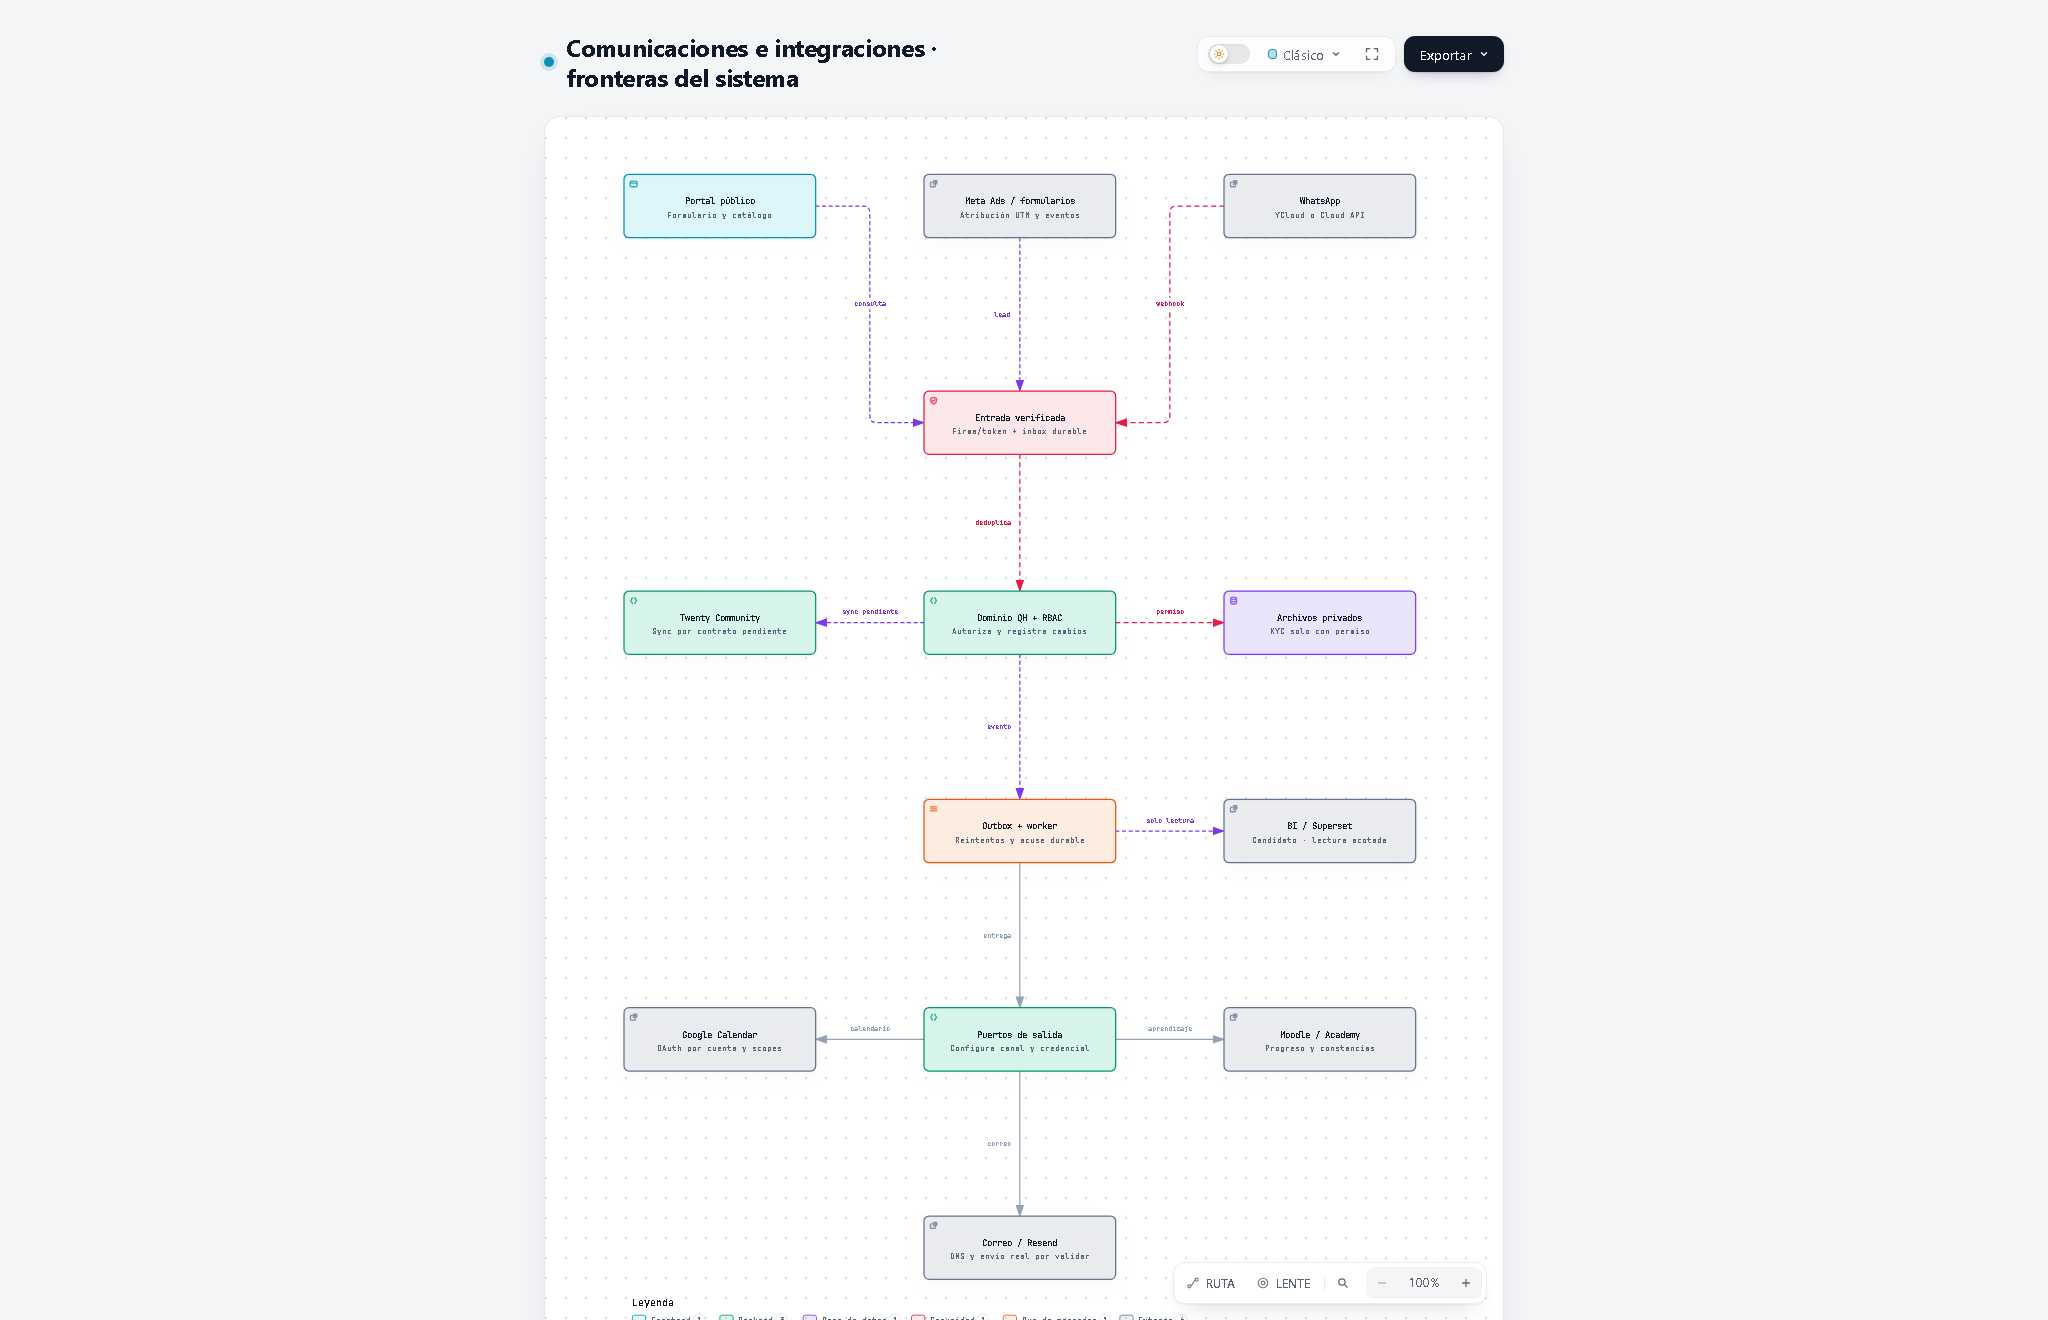 Comunicaciones e integraciones ·
fronteras del sistema
Clásico
Exportar
Portal público
Formulario y catálogo
Meta Ads / formularios
Atribución UTM y eventos
WhatsApp
YCloud o Cloud API
consulta
lead
webhook
Entrada verificada
Firma/token + inbox durable
deduplica
Twenty Community
Sync por contrato pendiente
sync pendiente
Dominio QH + RBAC
Autoriza y registra cambios
permiso
Archivos privados
KYC solo con permiso
evento
Outbox + worker
Reintentos y acuse durable
solo lectura
BI / Superset
Candidato · lectura acotada
entrega
Google Calendar
OAuth por cuenta y scopes
calendario
Puertos de salida
Configura canal y credencial
aprendizaje
Moodle / Academy
Progreso y constancias
correo
Correo / Resend
DNS y envío real por validar
RUTA
LENTE
100%
Leyenda